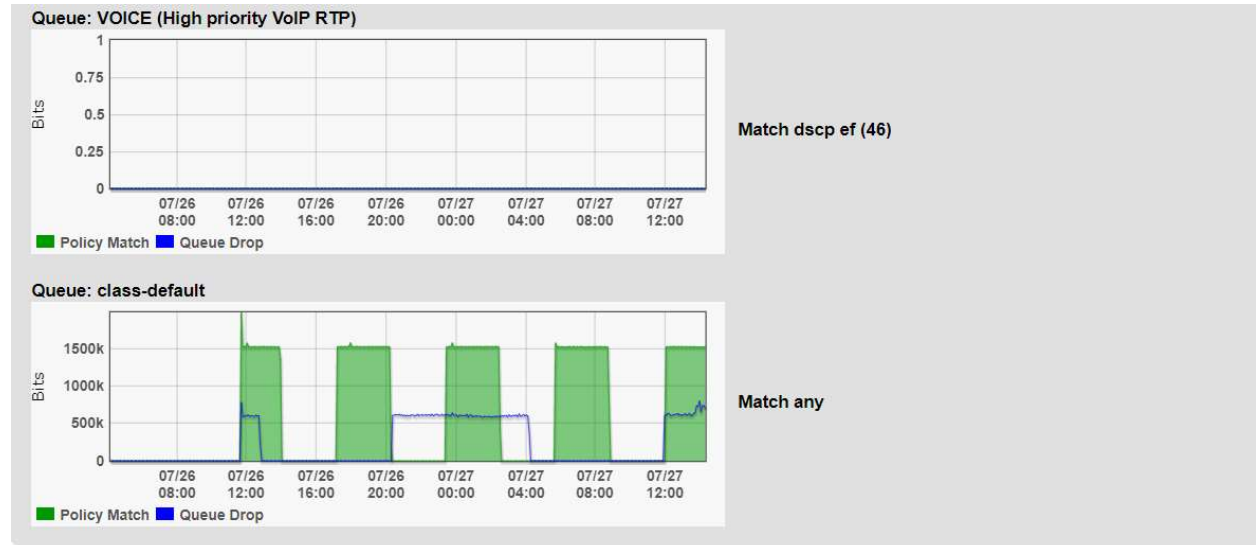 Queue: VOICE (High priority VoIP RTP)
1
0.75
0.5
0.25
0
Bits
07/26 07/26 07/26 07/26 07/27 07/27 07/27 07/27
08:00 12:00 16:00 20:00 00:00 04:00 08:00 12:00
Policy Match Queue Drop
Match dscp ef (46)
Queue: class-default
1500k
1000k
500k
0
Bits
07/26 07/26 07/26 07/26 07/27 07/27 07/27 07/27
08:00 12:00 16:00 20:00 00:00 04:00 08:00 12:00
Policy Match Queue Drop
Match any